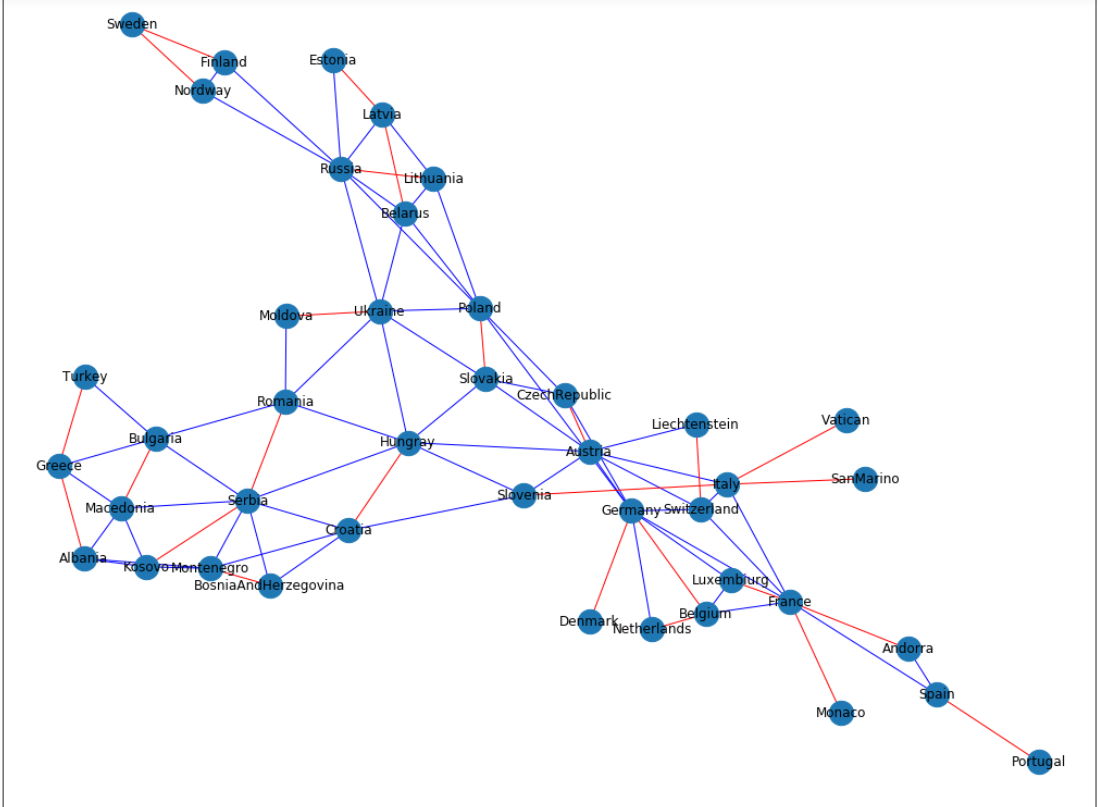 Sweden
Finland
Estonia
Nordway
Latvia
Russia
Lithuania
Belarus
Moldova
Ukraine
Poland
Turkey
Slovakia
CzechRepublic
Romania
Liechtenstein
Vatican
Bulgaria
Hungray
Austria
Greece
SanMarino
Italy
Slovenia
Serbia
Macedonia
Germany
Switzerland
Croatia
Albania
Kosovo
Montenegro
BosniaAndHerzegovina
Luxembiurg
France
Belgium
Denmark
Netherlands
Andorra
Spain
Monaco
Portugal